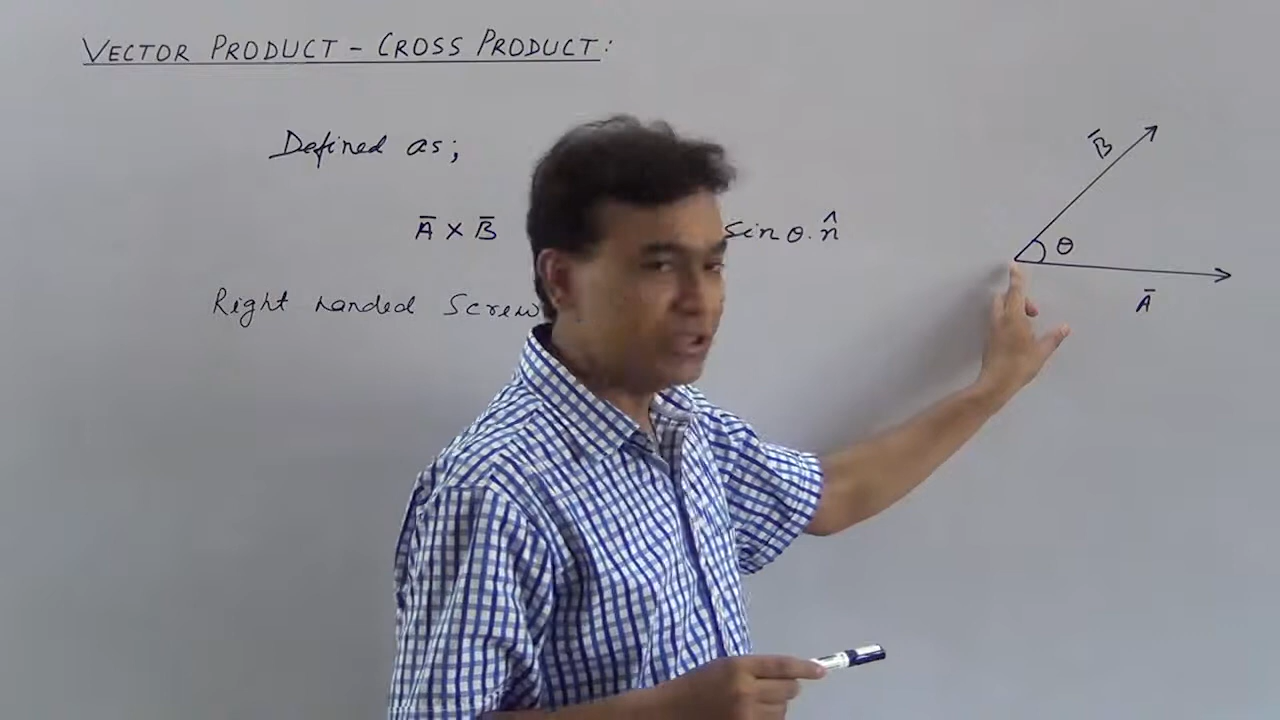 VECTOR PRODUCT - CROSS PRODUCT:
Defined as;
A̅ × B̅ sin θ. n̂
Right handed Screw
B̅
θ
A̅